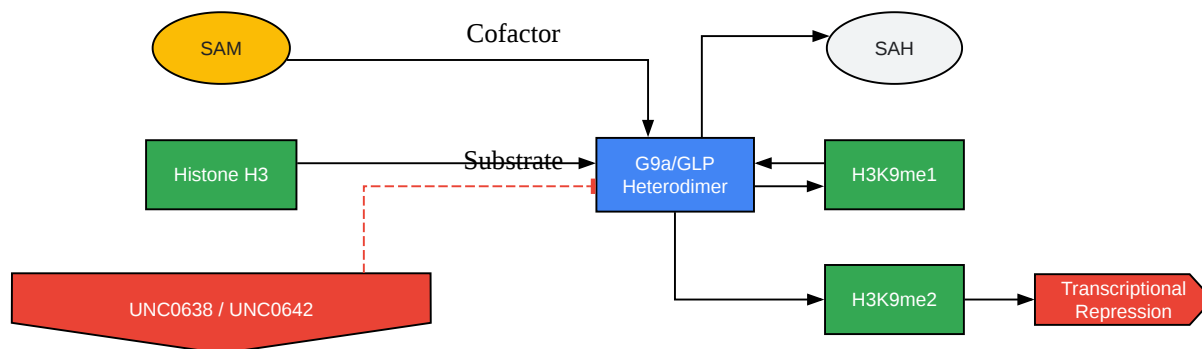 Cofactor
SAM
SAH
Substrate
Histone H3
G9a/GLP
Heterodimer
H3K9me1
UNC0638 / UNC0642
H3K9me2
Transcriptional
Repression